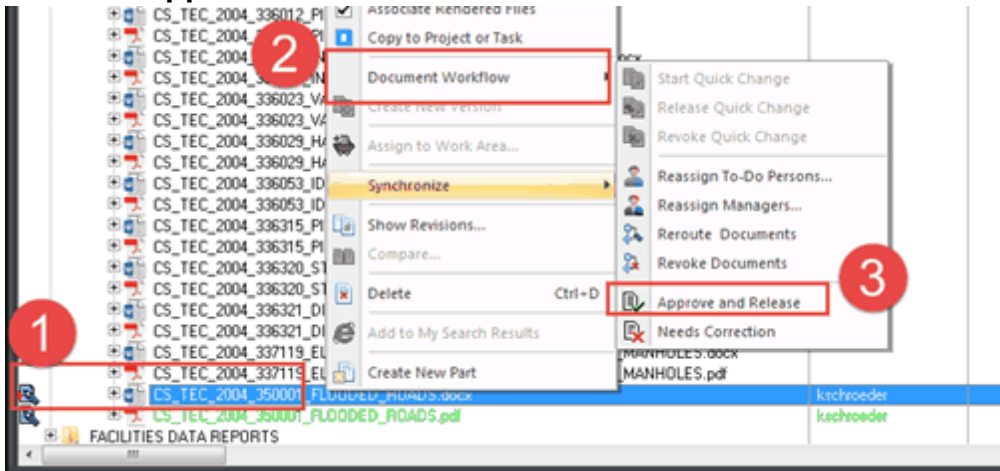 CS_TEC_2004_336012_PI
Associate Rendered Files
Copy to Project or Task
2
Document Workflow
CS_TEC_2004_336023_VA
Create New Version
CS_TEC_2004_336023_VA
CS_TEC_2004_336029_HA
Assign to Work Area...
CS_TEC_2004_336029_HA
CS_TEC_2004_336053_ID
Synchronize
CS_TEC_2004_336053_ID
CS_TEC_2004_336315_PI
Show Revisions...
CS_TEC_2004_336315_PI
Compare...
CS_TEC_2004_336320_ST
CS_TEC_2004_336320_ST
Delete Ctrl+D
CS_TEC_2004_336321_DI
CS_TEC_2004_336321_DI
Add to My Search Results
CS_TEC_2004_337119_EL
_MANHOLES.docx
CS_TEC_2004_337119_EL
Create New Part
_MANHOLES.pdf
Start Quick Change
Release Quick Change
Revoke Quick Change
Reassign To-Do Persons...
Reassign Managers...
Reroute Documents
Revoke Documents
3
Approve and Release
Needs Correction
1
CS_TEC_2004_350001_FLOODED_ROADS.docx kschroeder
CS_TEC_2004_350001_FLOODED_ROADS.pdf kschroeder
FACILITIES DATA REPORTS